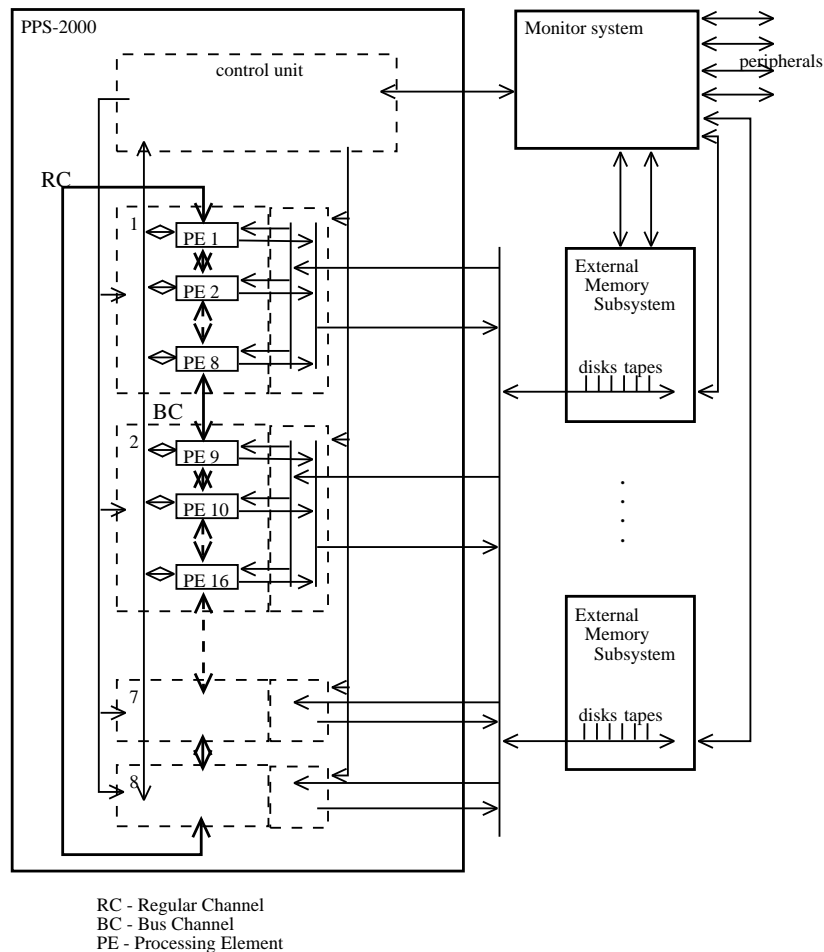 PPS-2000
control unit
Monitor system
peripherals
RC
1
PE 1
PE 2
PE 8
External
Memory
Subsystem
disks tapes
BC
2
PE 9
PE 10
PE 16
.
.
.
.
External
Memory
Subsystem
disks tapes
7
8
RC - Regular Channel
BC - Bus Channel
PE - Processing Element